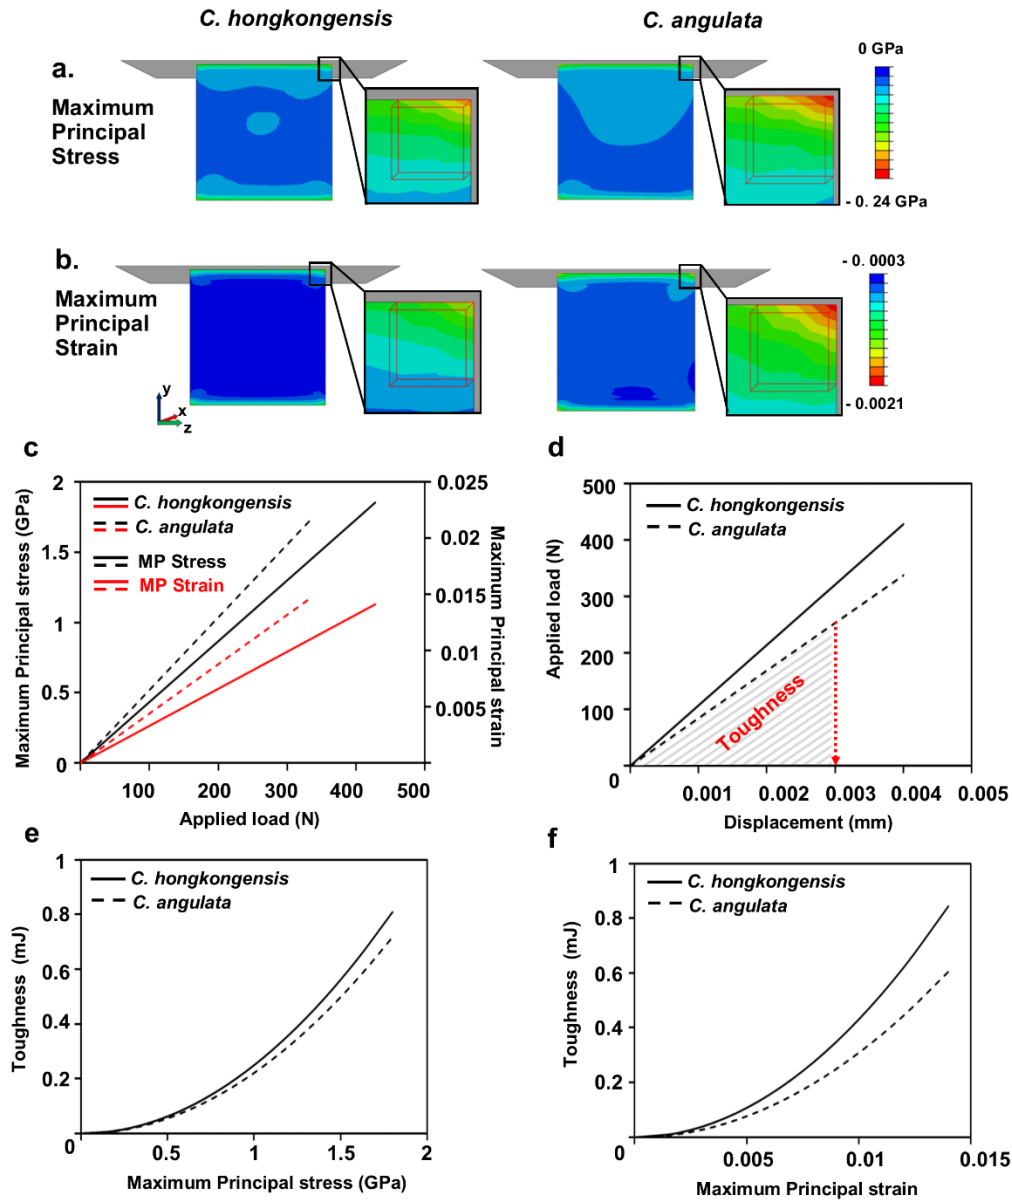 C. hongkongensis
C. angulata
a.
Maximum
Principal
Stress
0 GPa
- 0. 24 GPa
b.
Maximum
Principal
Strain
- 0. 0003
- 0.0021
y
x
z
c
Maximum Principal stress (GPa)
2
1.5
1
0.5
0
C. hongkongensis
C. angulata
MP Stress
MP Strain
0.025
0.02
0.015
0.01
0.005
Maximum Principal strain
100
200
300
400
500
Applied load (N)
d
Applied load (N)
500
400
300
200
100
0
C. hongkongensis
C. angulata
Toughness
0.001
0.002
0.003
0.004
0.005
Displacement (mm)
e
Toughness (mJ)
1
0.8
0.6
0.4
0.2
0
C. hongkongensis
C. angulata
0.5
1
1.5
2
Maximum Principal stress (GPa)
f
Toughness (mJ)
1
0.8
0.6
0.4
0.2
0
C. hongkongensis
C. angulata
0.005
0.01
0.015
Maximum Principal strain